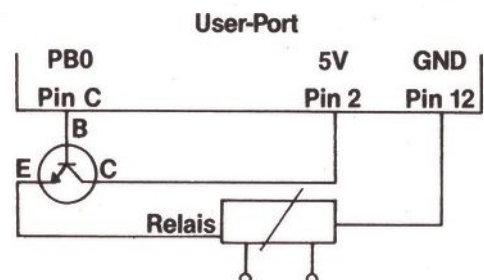 User-Port
PB0 5V GND
Pin C Pin 2 Pin 12
B
E C
Relais